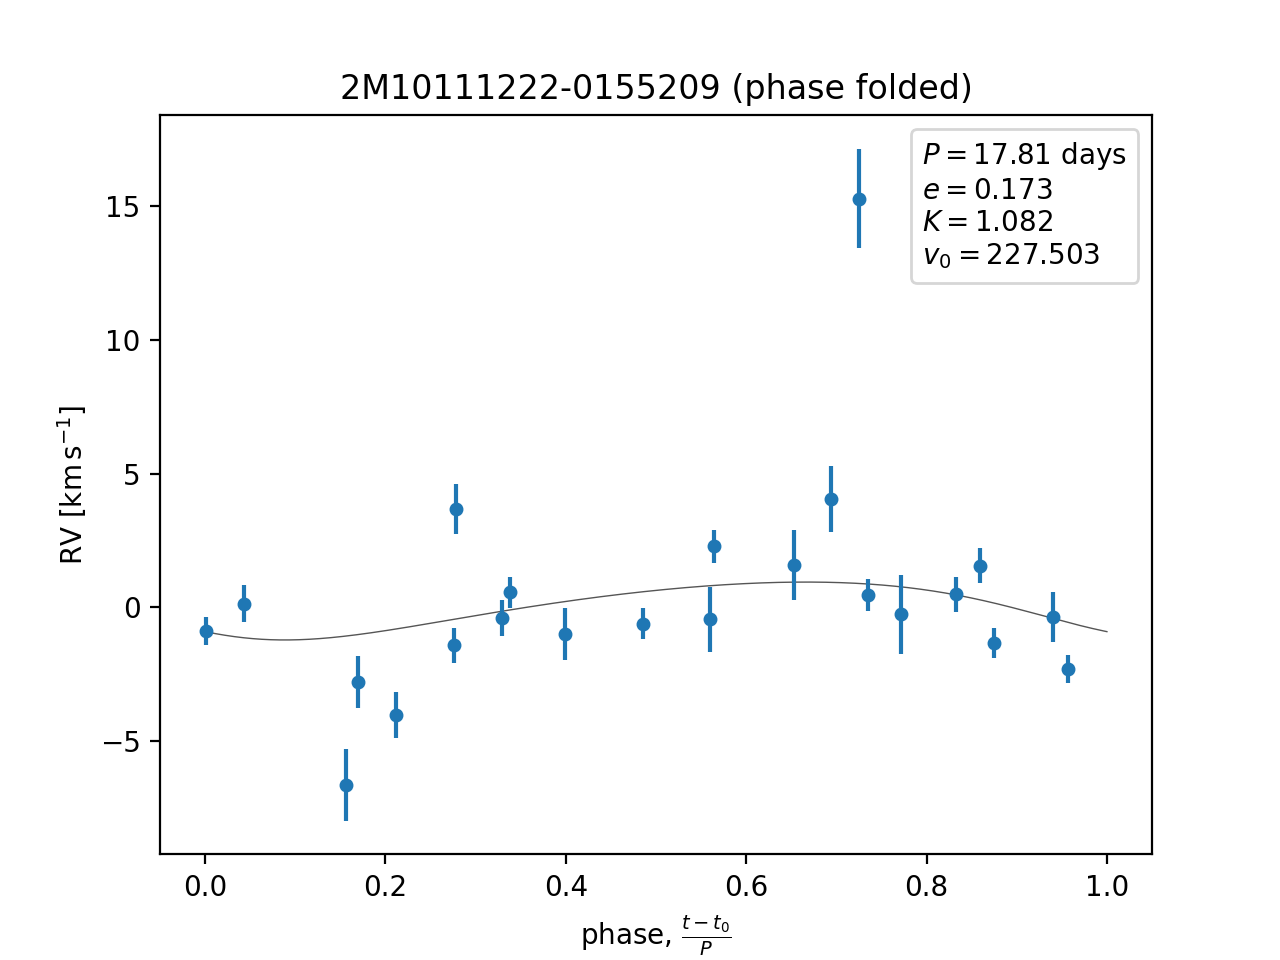 2M10111222-0155209 (phase folded)
P = 17.81 days
e = 0.173
K = 1.082
v₀ = 227.503
15
10
5
0
−5
RV [km s⁻¹]
0.0 0.2 0.4 0.6 0.8 1.0
phase, (t − t₀)/P